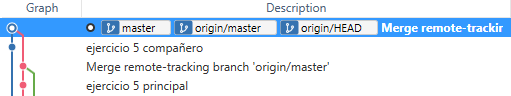 Graph Description
master origin/master origin/HEAD Merge remote-trackir
ejercicio 5 compañero
Merge remote-tracking branch 'origin/master'
ejercicio 5 principal